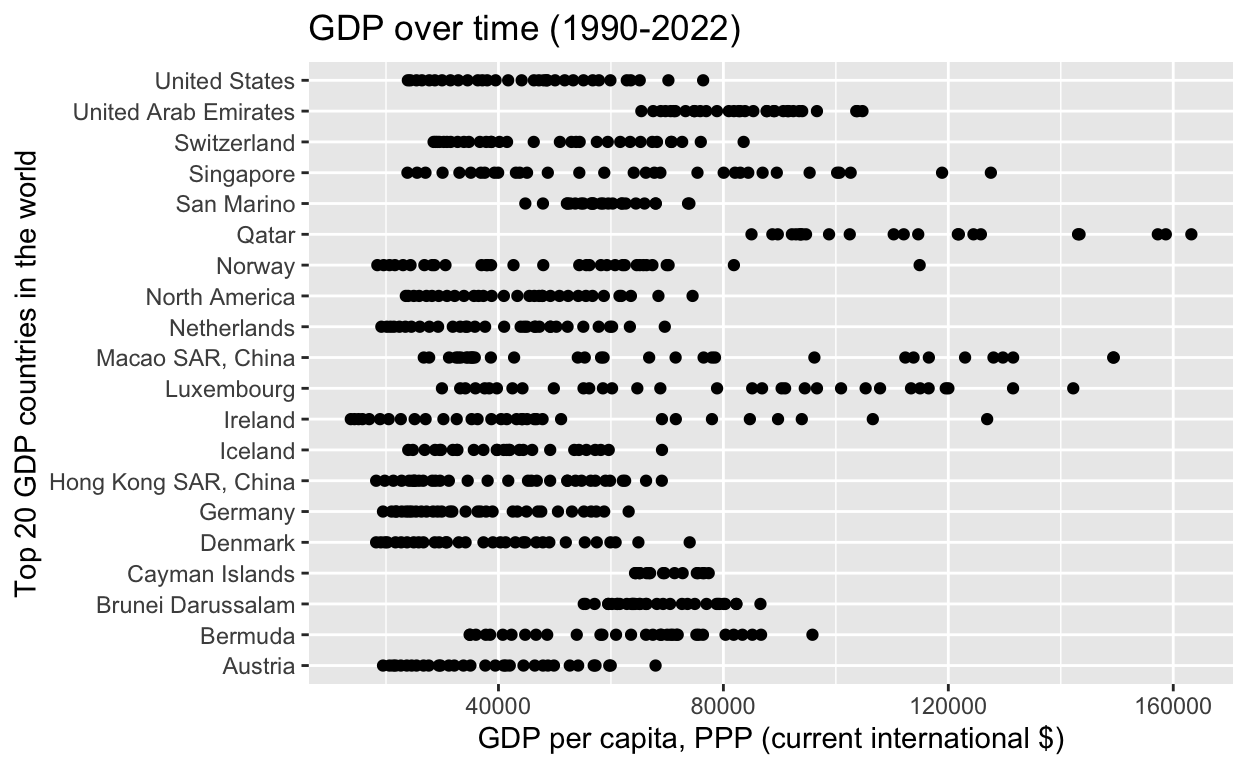 GDP over time (1990-2022)
Top 20 GDP countries in the world
United States
United Arab Emirates
Switzerland
Singapore
San Marino
Qatar
Norway
North America
Netherlands
Macao SAR, China
Luxembourg
Ireland
Iceland
Hong Kong SAR, China
Germany
Denmark
Cayman Islands
Brunei Darussalam
Bermuda
Austria
40000 80000 120000 160000
GDP per capita, PPP (current international $)